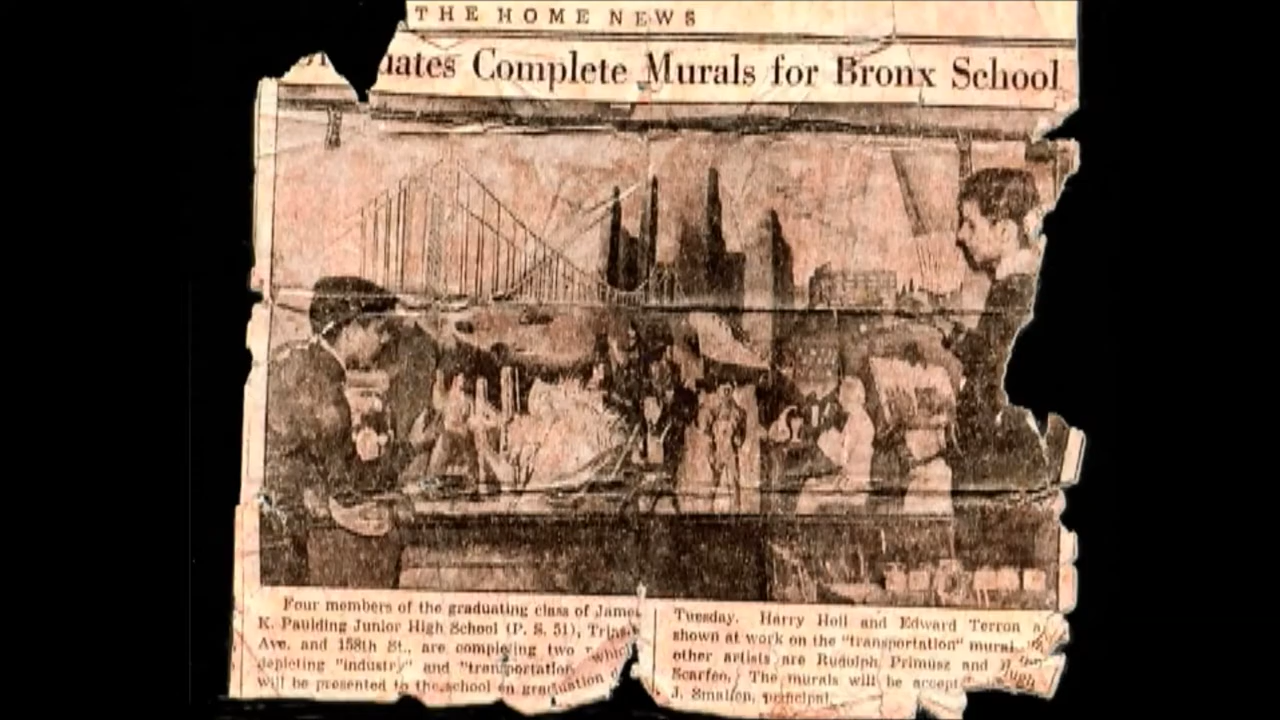 THE HOME NEWS
uates Complete Murals for Bronx School
Four members of the graduating class of James
K. Paulding Junior High School (P. S. 51), Trinity
Ave. and 158th St., are completing two which
depicting "industry" and "transportation
will be presented to the school on graduation
Tuesday. Harry Holl and Edward Terron
shown at work on the "transportation" mural.
other artists are Rudolph Primusz and
Scarfeo. The murals will be accept
J. Smallen, principal.